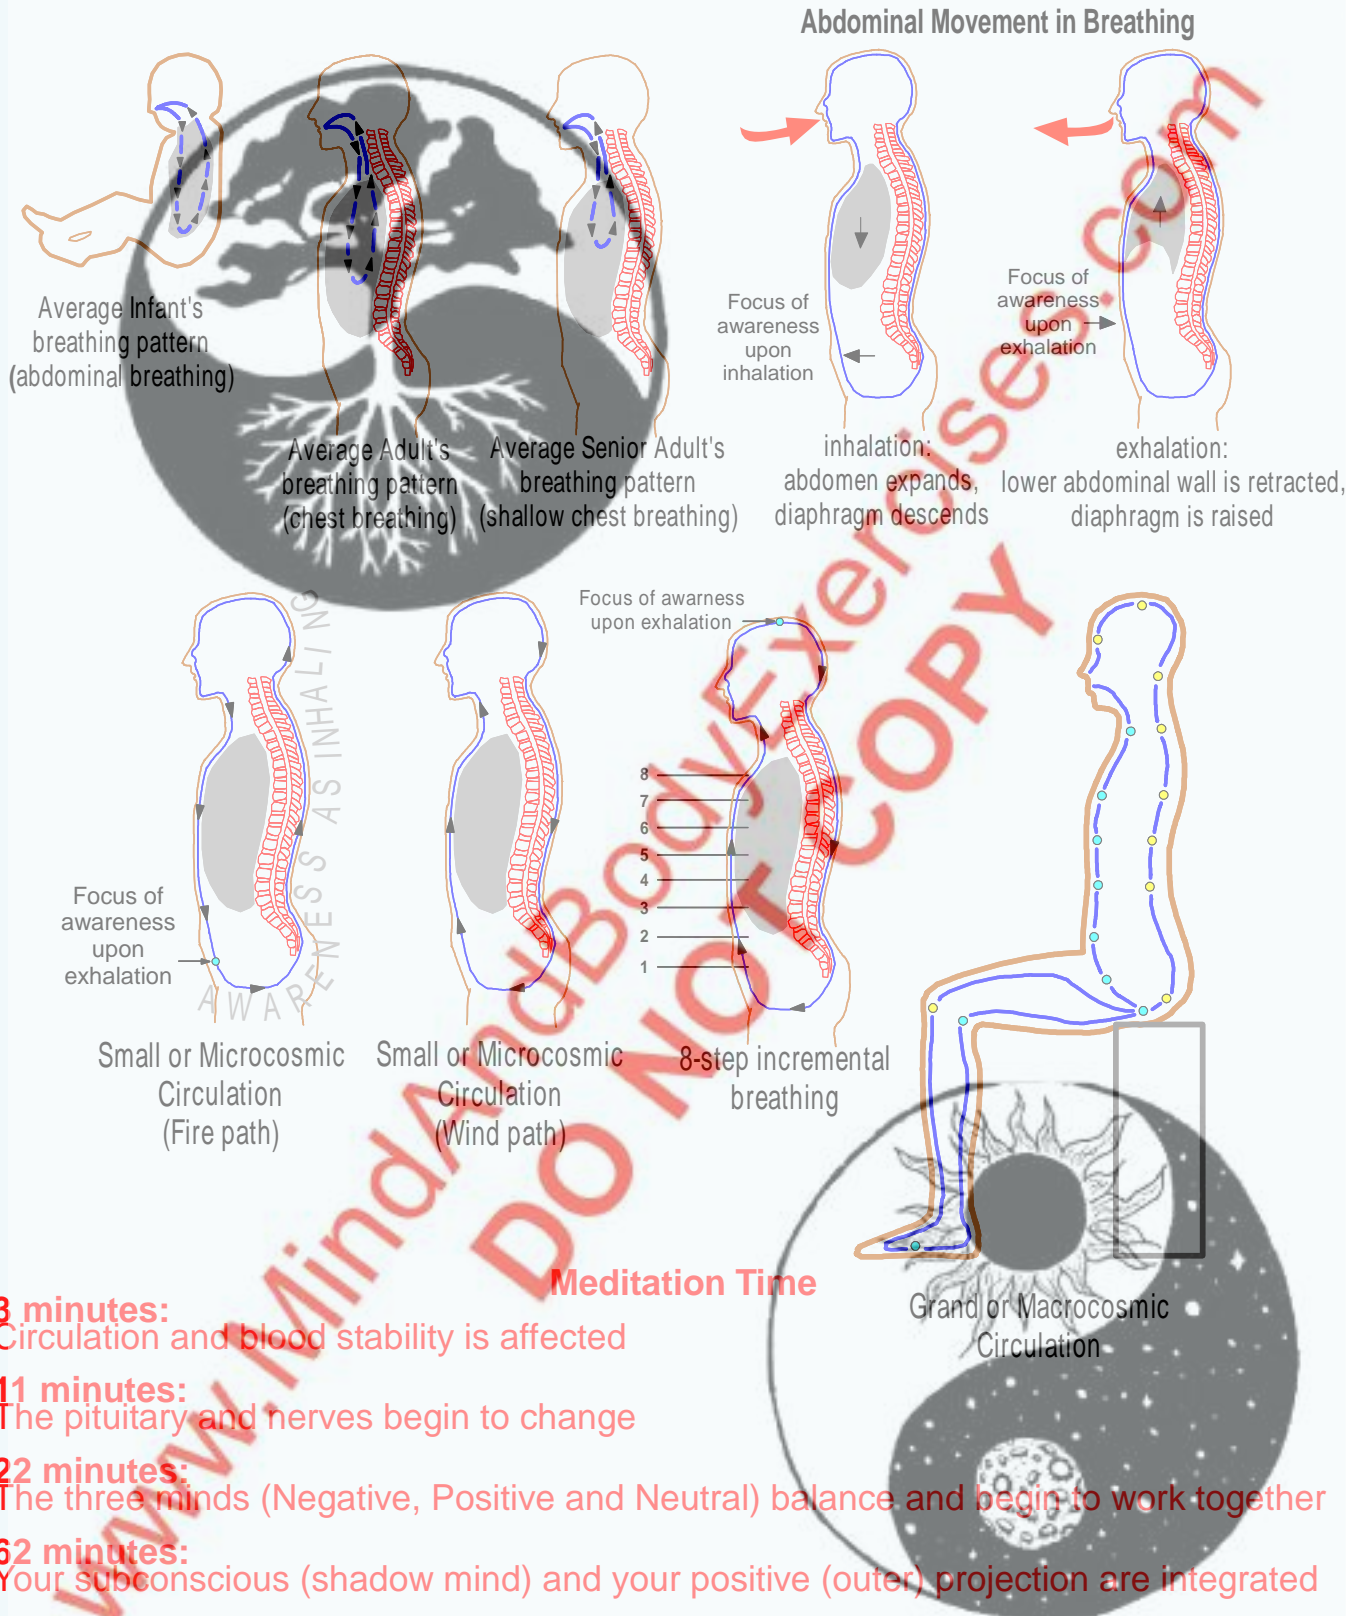 Abdominal Movement in Breathing
Average Infant's
breathing pattern
(abdominal breathing)
Average Adult's
breathing pattern
(chest breathing)
Average Senior Adult's
breathing pattern
(shallow chest breathing)
Focus of
awareness
upon
inhalation
inhalation:
abdomen expands,
diaphragm descends
Focus of
awareness
upon
exhalation
exhalation:
lower abdominal wall is retracted,
diaphragm is raised
Focus of
awareness
upon
exhalation
AWARENESS AS INHALING
Small or Microcosmic
Circulation
(Fire path)
Small or Microcosmic
Circulation
(Wind path)
Focus of awarness
upon exhalation
8
7
6
5
4
3
2
1
8-step incremental
breathing
Grand or Macrocosmic
Circulation
www.MindAndBodyExercises.com
DO NOT COPY
Meditation Time
3 minutes:
Circulation and blood stability is affected
11 minutes:
The pituitary and nerves begin to change
22 minutes:
The three minds (Negative, Positive and Neutral) balance and begin to work together
62 minutes:
Your subconscious (shadow mind) and your positive (outer) projection are integrated